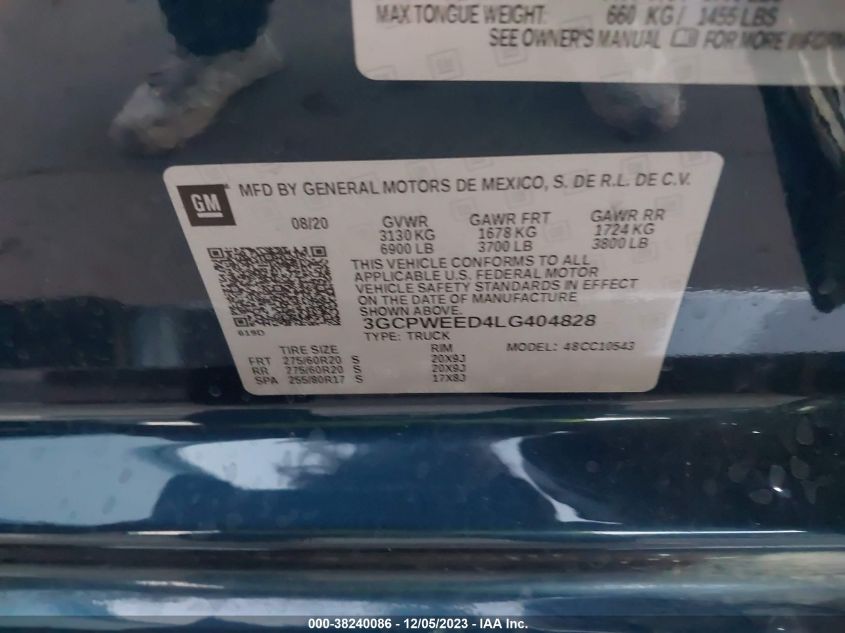 MAX TONGUE WEIGHT: 660 KG / 1455 LBS
SEE OWNER'S MANUAL FOR MORE
GM
MFD BY GENERAL MOTORS DE MEXICO, S. DE R.L. DE C.V.
08/20 GVWR GAWR FRT GAWR RR
3130 KG 1678 KG 1724 KG
6900 LB 3700 LB 3800 LB
THIS VEHICLE CONFORMS TO ALL
APPLICABLE U.S. FEDERAL MOTOR
VEHICLE SAFETY STANDARDS IN EFFECT
ON THE DATE OF MANUFACTURE
SHOWN ABOVE.
3GCPWEED4LG404828
619D TYPE: TRUCK MODEL: 48CC10543
TIRE SIZE RIM
FRT 275/60R20 S 20X9J
RR 275/60R20 S 20X9J
SPA 255/80R17 S 17X8J
000-38240086 - 12/05/2023 - IAA Inc.